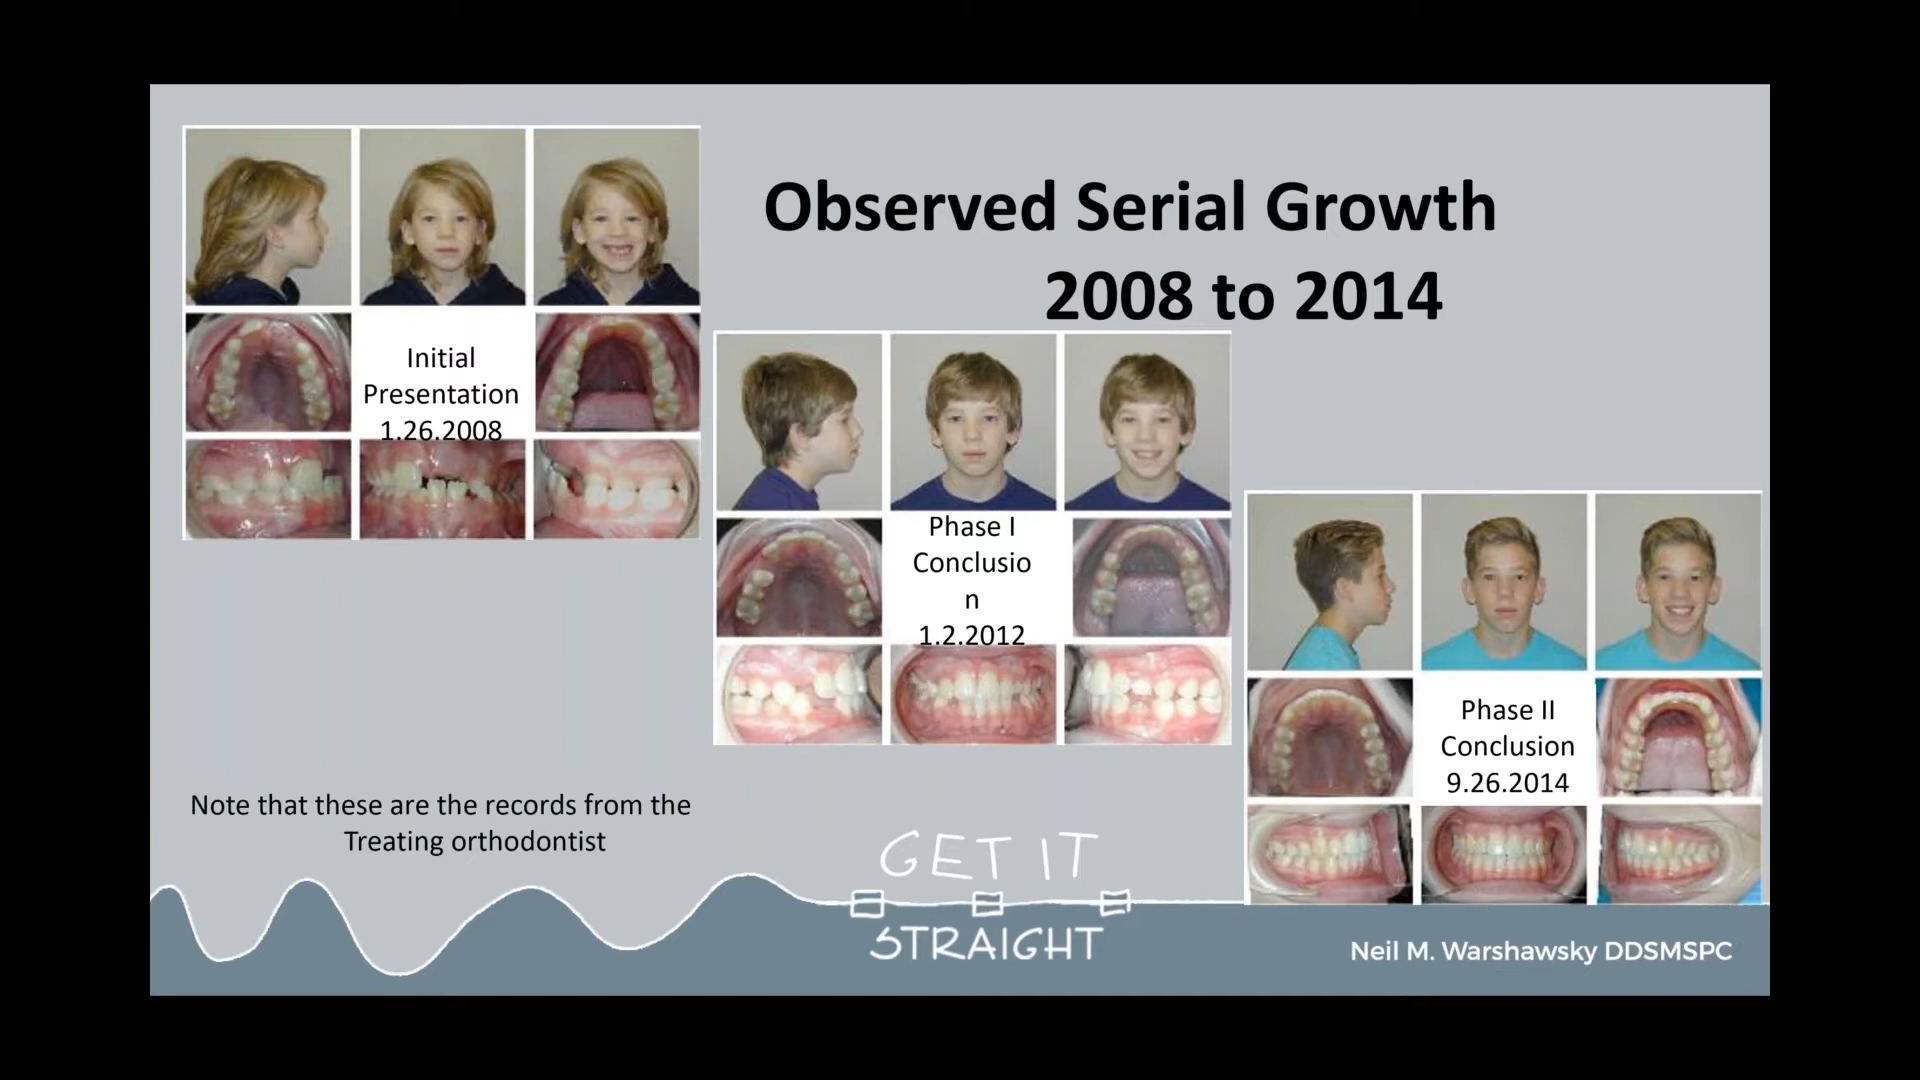 Observed Serial Growth
2008 to 2014
Initial
Presentation
1.26.2008
Phase I
Conclusio
n
1.2.2012
Phase II
Conclusion
9.26.2014
Note that these are the records from the
Treating orthodontist
GET IT
STRAIGHT
Neil M. Warshawsky DDSMSPC